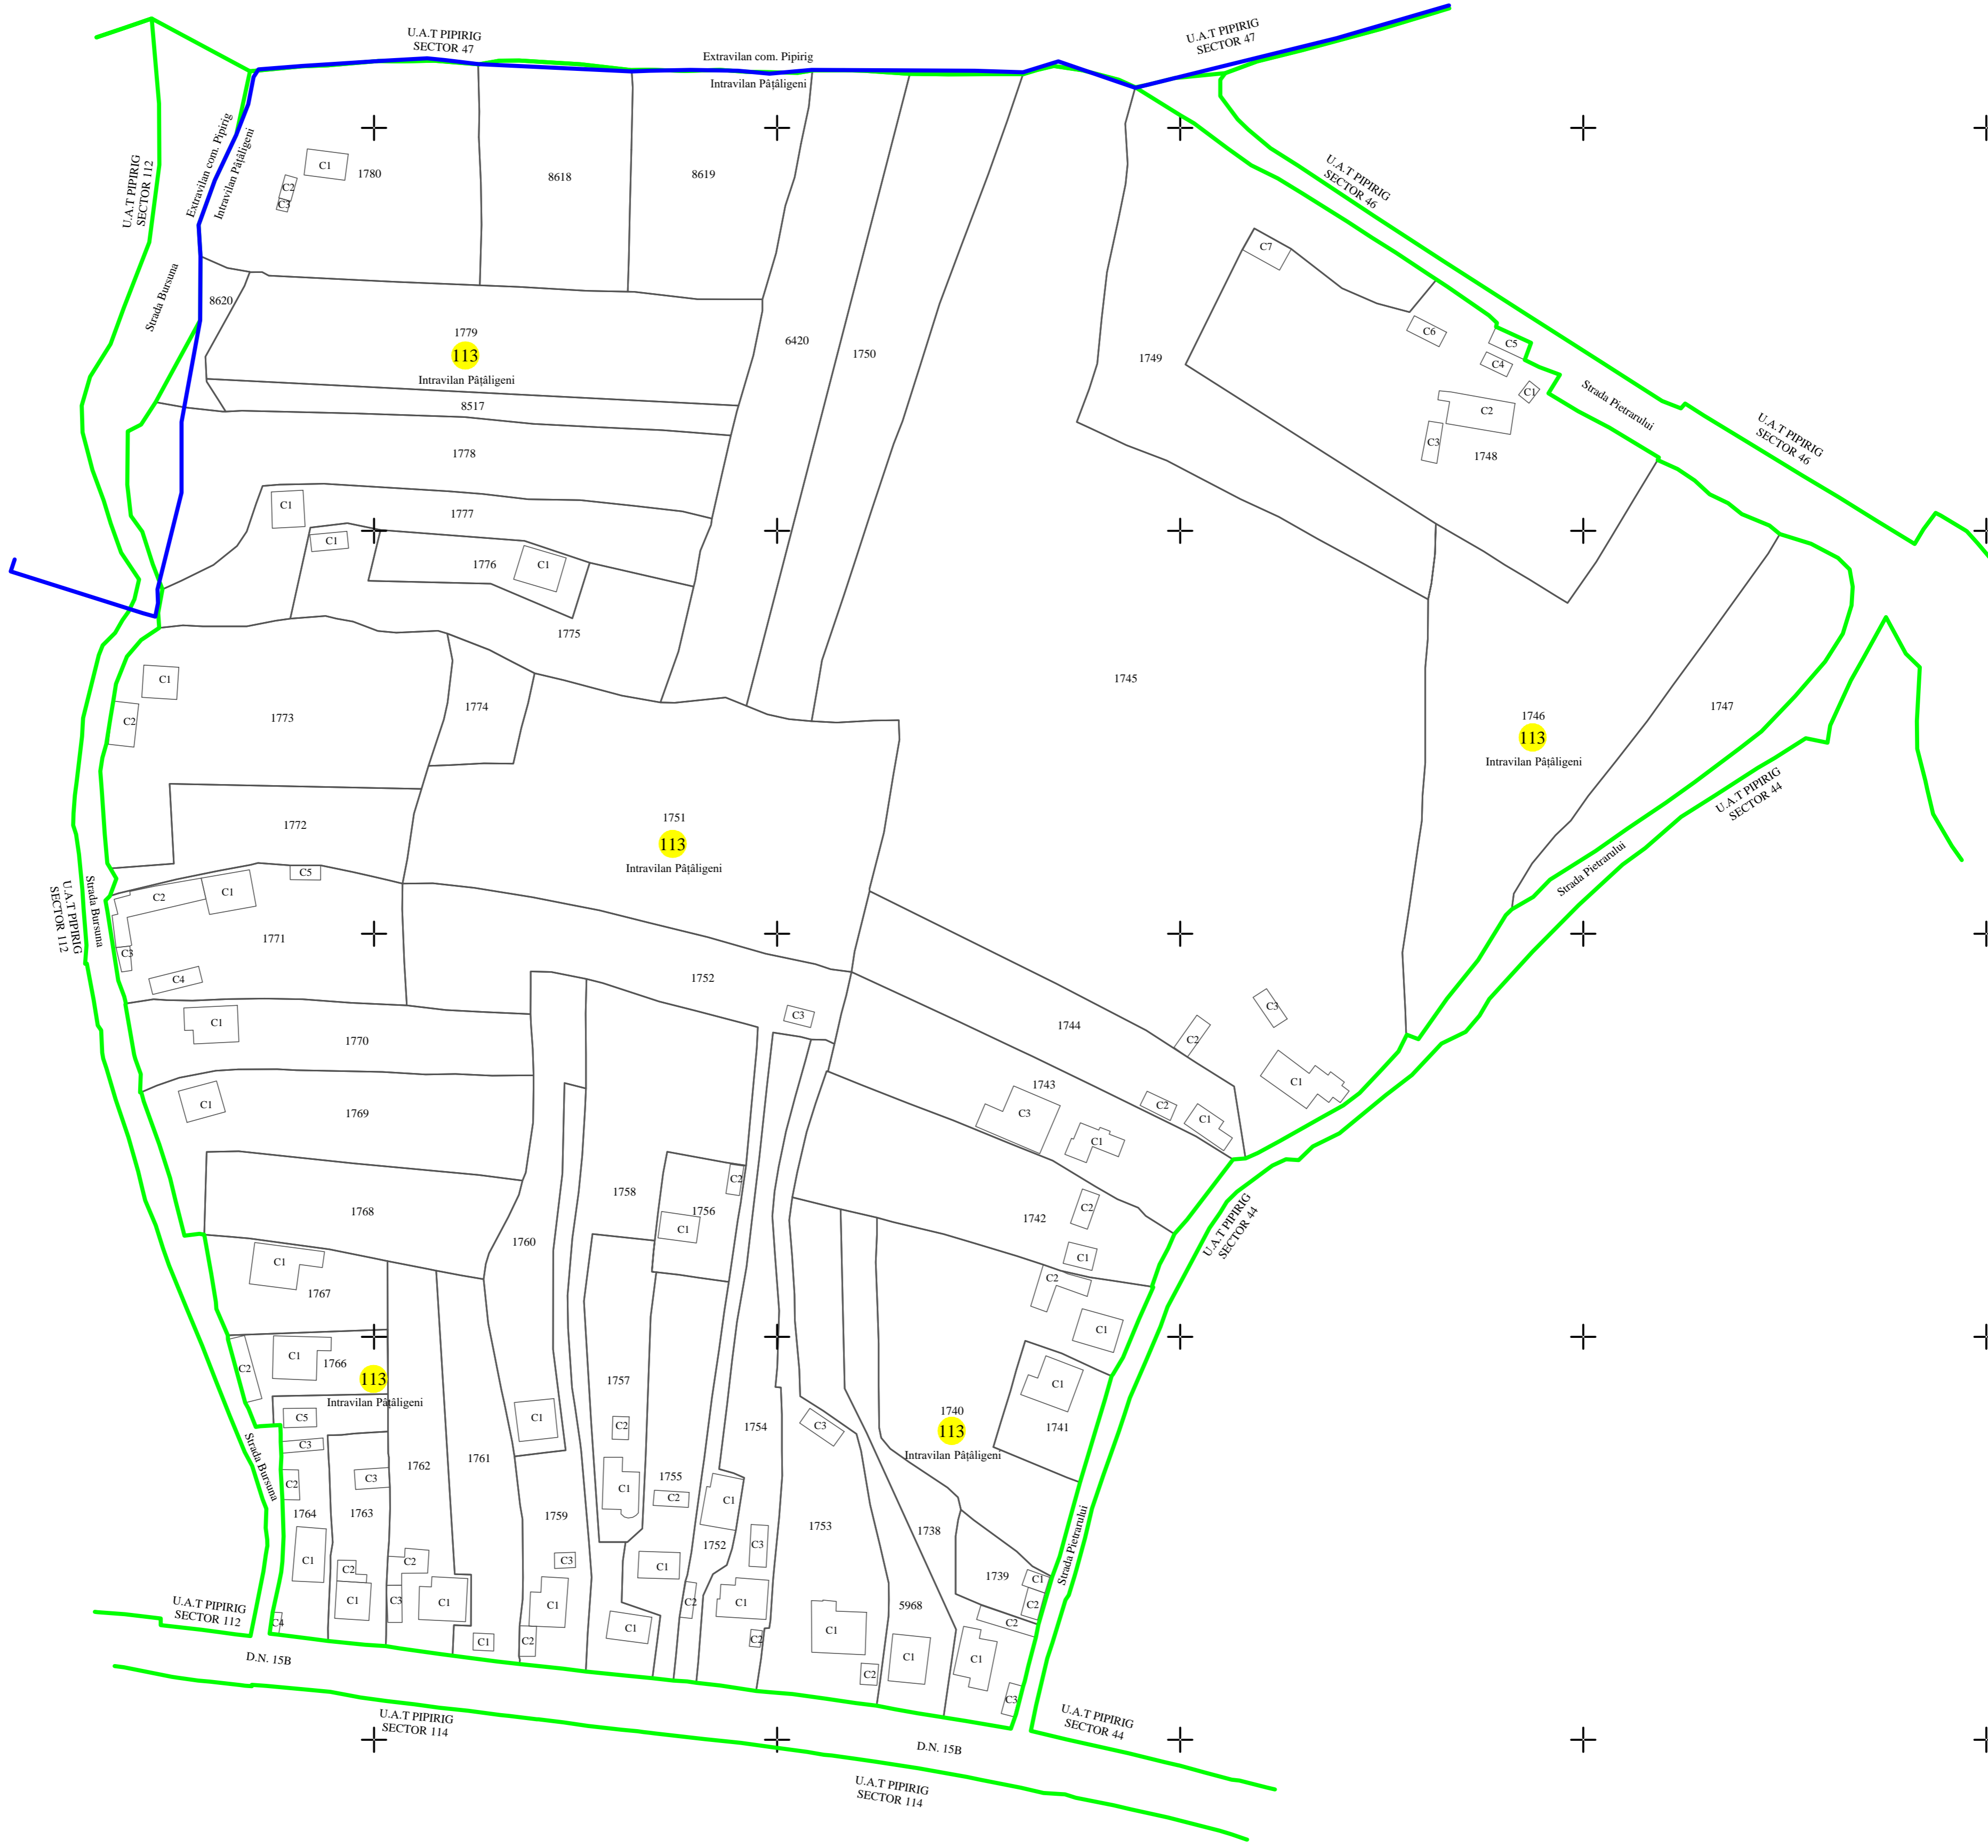 U.A.T PIPIRIG
SECTOR 47
Extravilan com. Pipirig
Intravilan Pâțâligeni
U.A.T PIPIRIG
SECTOR 47
U.A.T PIPIRIG
SECTOR 112
Extravilan com. Pipirig
Intravilan Pâțâligeni
C1
1780
C2
C3
8618
8619
U.A.T PIPIRIG
SECTOR 46
Strada Bursuna
8620
C7
1779
113
Intravilan Pâțâligeni
6420
1750
1749
C6
C5
C4
C1
C2
C3
1748
Strada Pietrarului
U.A.T PIPIRIG
SECTOR 46
8517
1778
C1
1777
C1
1776
C1
1775
C1
C2
1773
1774
1745
1746
113
Intravilan Pâțâligeni
1747
U.A.T PIPIRIG
SECTOR 44
Strada Pietrarului
1772
1751
113
Intravilan Pâțâligeni
U.A.T PIPIRIG
SECTOR 112
Strada Bursuna
C5
C2
C1
1771
C3
C4
1752
C3
C1
1770
1744
C2
C3
C1
C1
1769
1743
C3
C2
C1
C1
1768
1760
1758
1756
C2
C1
1742
C2
C1
U.A.T PIPIRIG
SECTOR 44
C1
1767
C2
C1
C1
1766
C2
113
Intravilan Pâțâligeni
1757
C2
C1
1741
1740
113
Intravilan Pâțâligeni
C5
C3
C2
Strada Bursuna
C3
1762
1761
C1
1754
C3
1764
1763
C1
1755
C2
C1
1759
1752
C3
1753
1738
Strada Pietrarului
C1
C2
C1
C2
C3
C1
C3
C1
C1
C2
C1
C2
C1
C1
C2
C1
C2
C1
5968
C1
1739
C1
C2
C2
C1
C3
C4
U.A.T PIPIRIG
SECTOR 112
D.N. 15B
U.A.T PIPIRIG
SECTOR 114
U.A.T PIPIRIG
SECTOR 44
D.N. 15B
U.A.T PIPIRIG
SECTOR 114